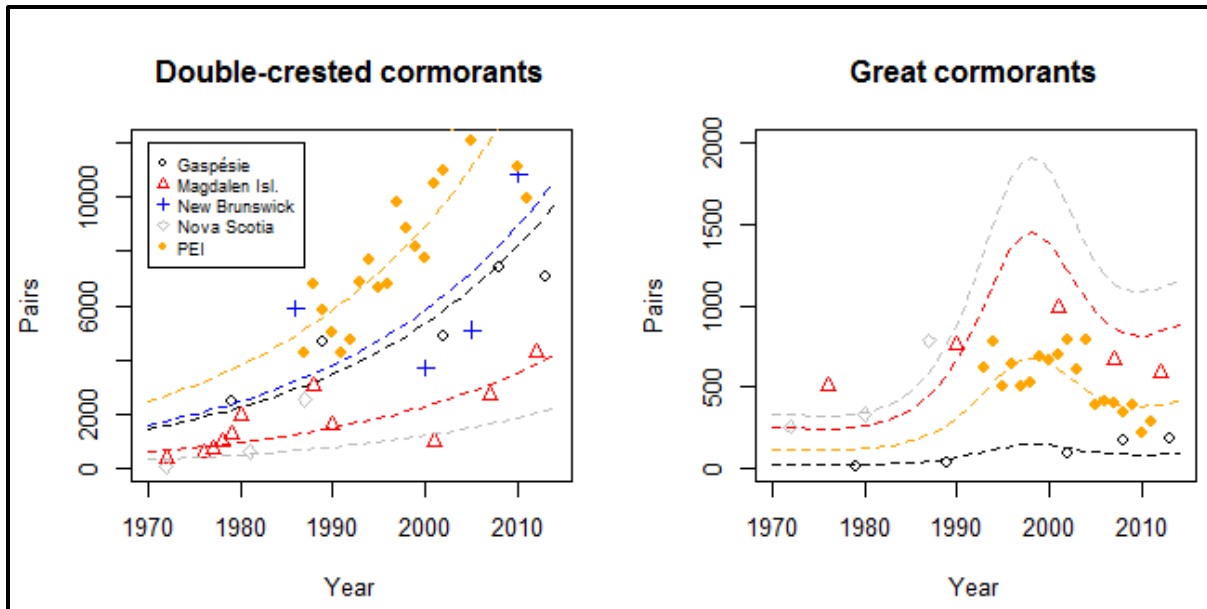 Double-crested cormorants
Pairs
10000
6000
2000
0
Gaspésie
Magdalen Isl.
New Brunswick
Nova Scotia
PEI
1970 1980 1990 2000 2010
Year
Great cormorants
Pairs
2000
1500
1000
500
0
1970 1980 1990 2000 2010
Year